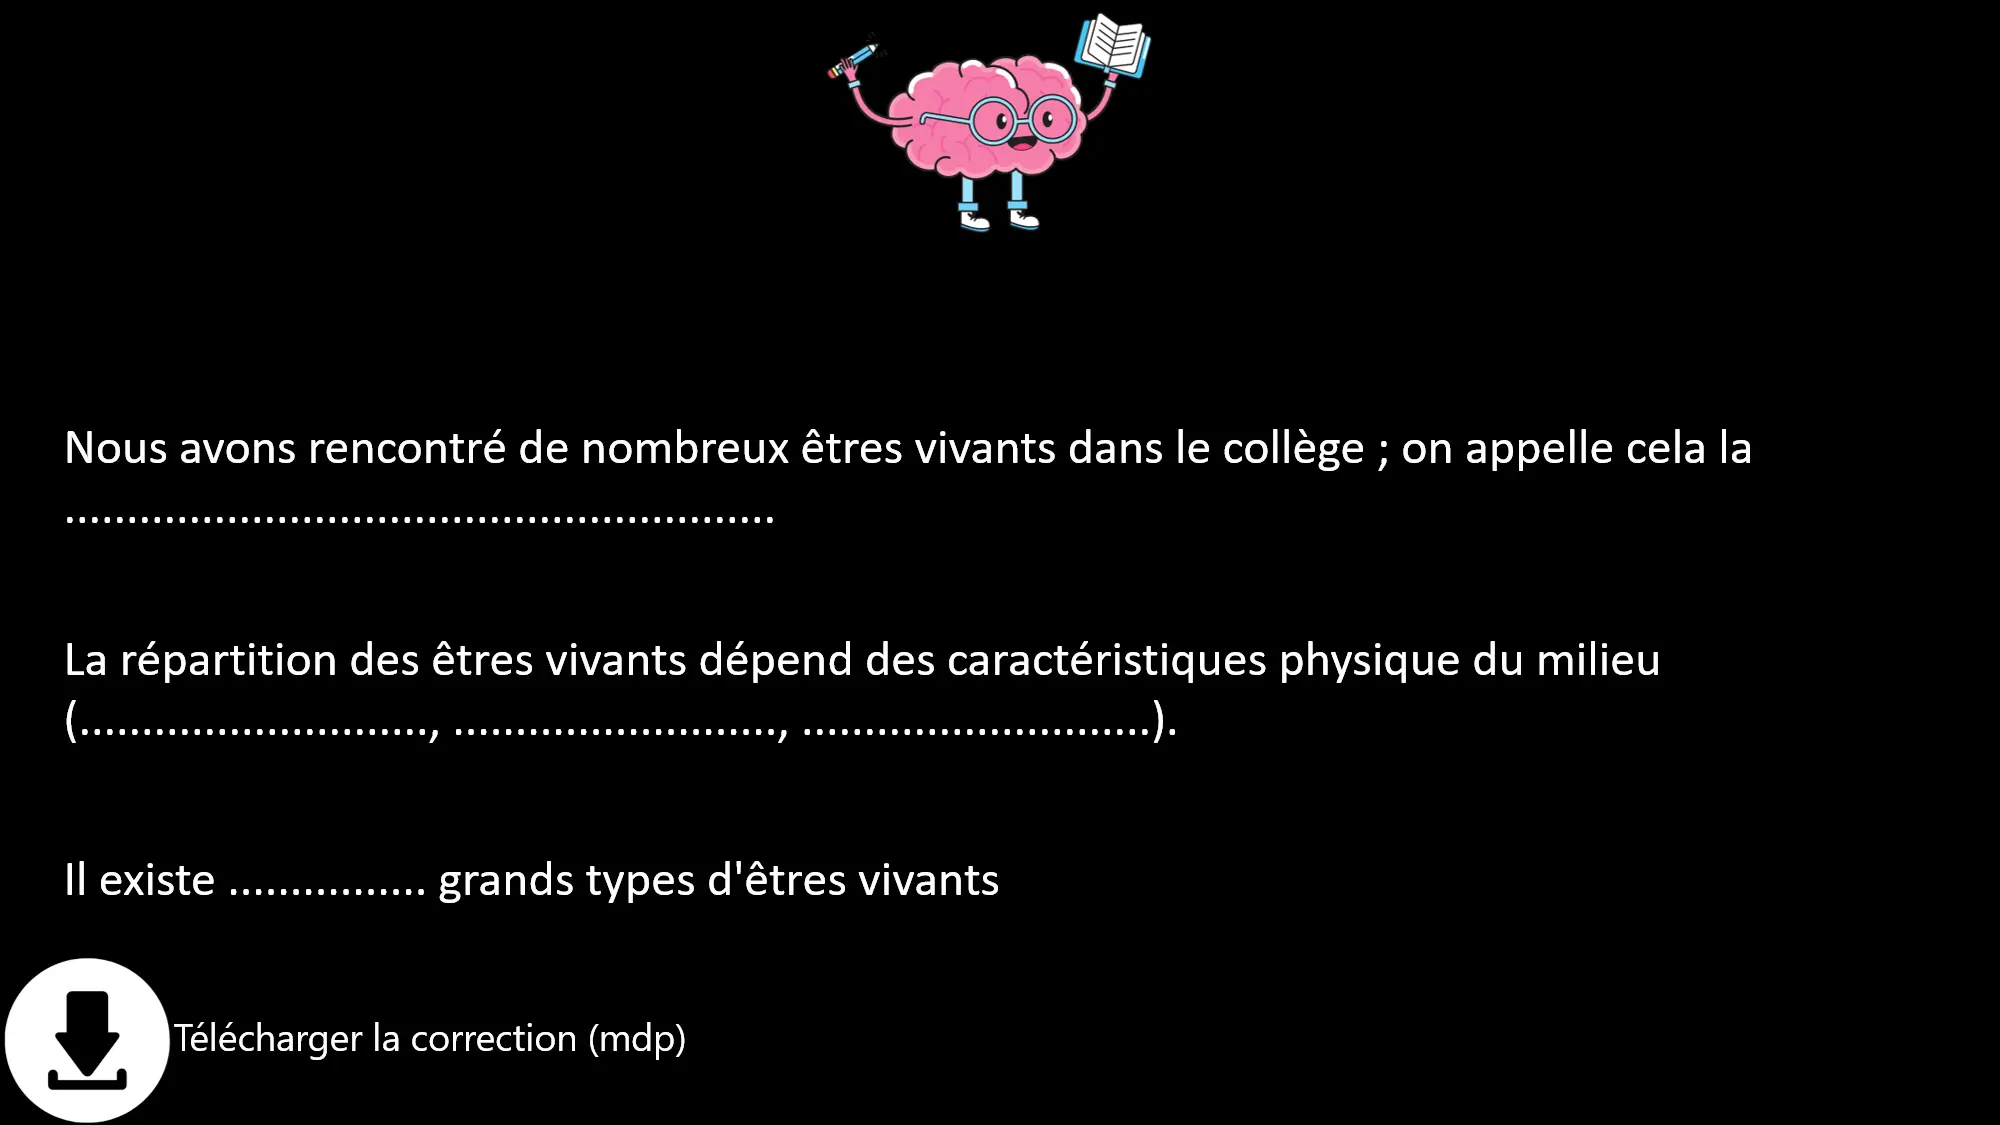 Nous avons rencontré de nombreux êtres vivants dans le collège ; on appelle cela la
.........................................................
La répartition des êtres vivants dépend des caractéristiques physique du milieu
(............................, .........................., ............................).
Il existe ................ grands types d'êtres vivants
Télécharger la correction (mdp)